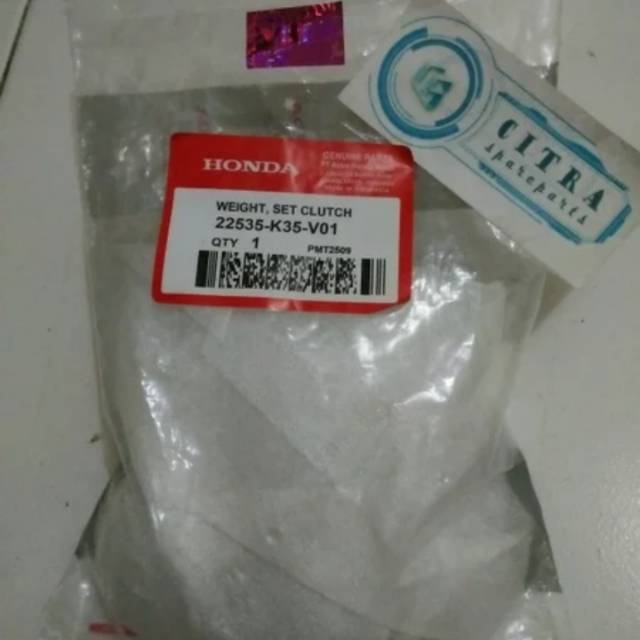 CITRA
spareparts
HONDA
GENUINE PARTS
WEIGHT, SET CLUTCH
22535-K35-V01
QTY 1 PMT2509